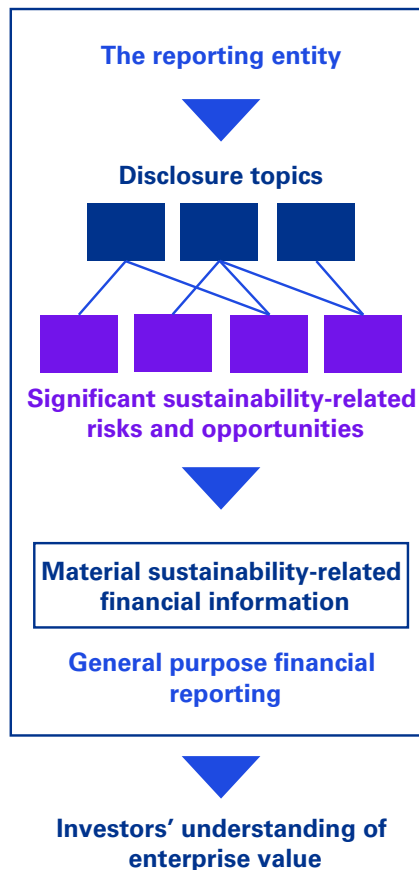 The reporting entity
Disclosure topics
Significant sustainability-related
risks and opportunities
Material sustainability-related
financial information
General purpose financial
reporting
Investors’ understanding of
enterprise value